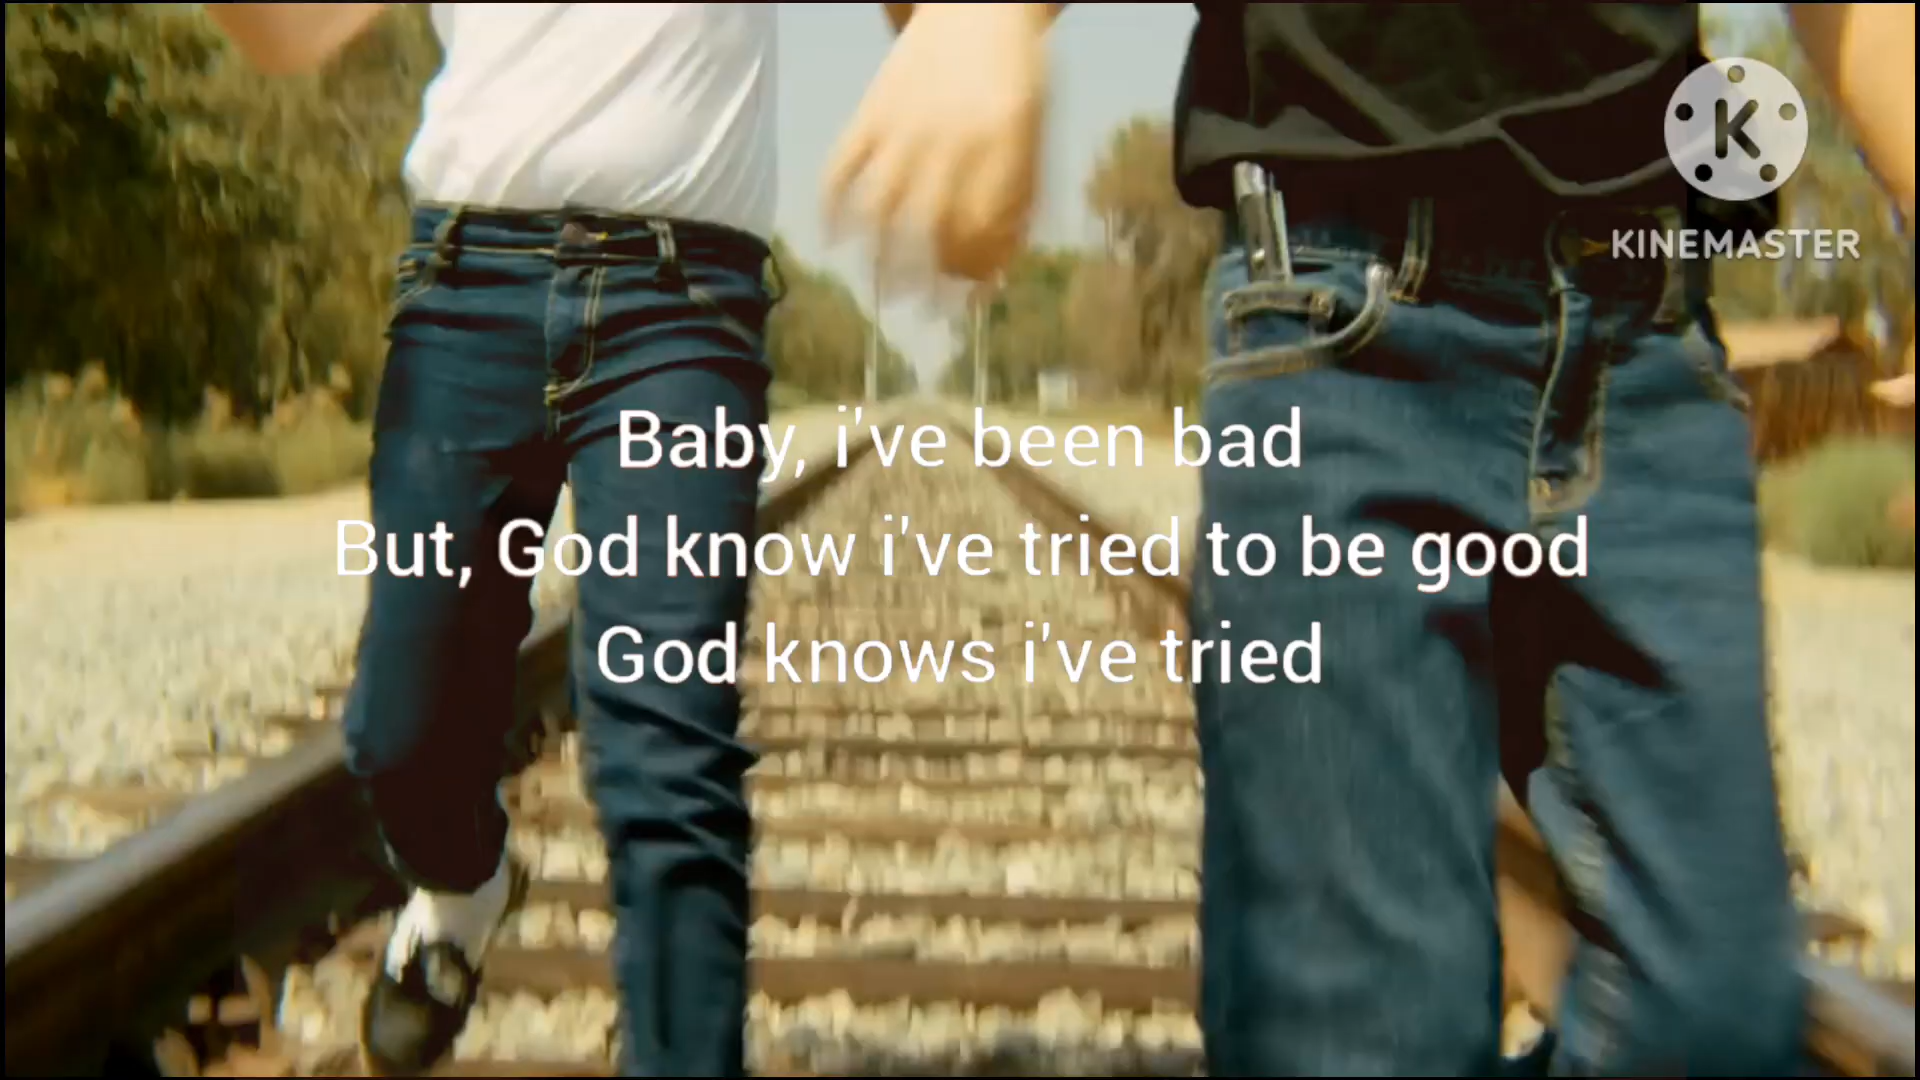 K
KINEMASTER
Baby, i've been bad
But, God know i've tried to be good
God knows i've tried